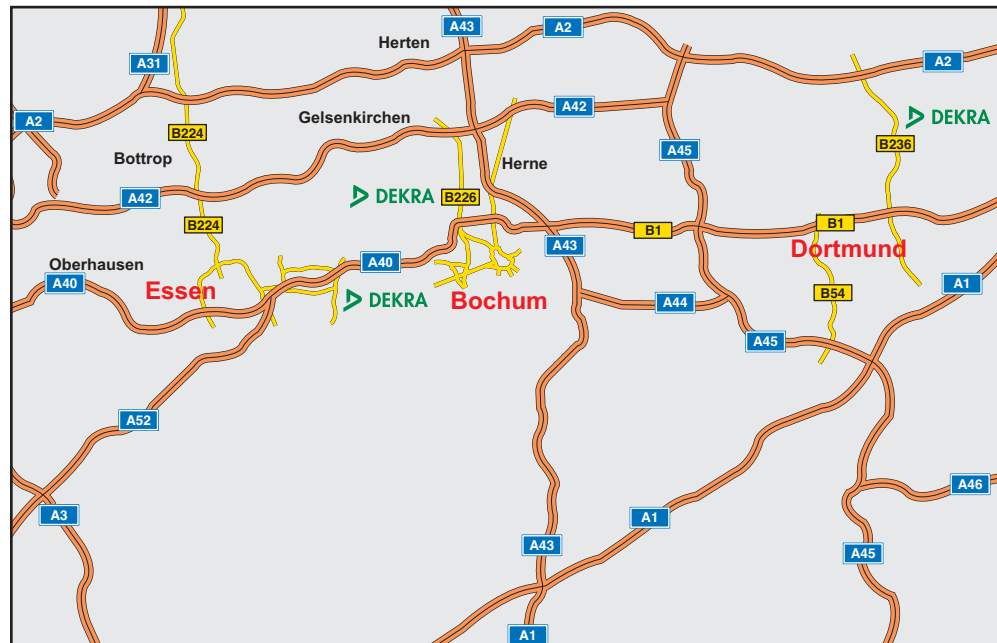 A43
A2
Herten
A31
A2
A42
Gelsenkirchen
A2
DEKRA
B224
B236
Bottrop
A45
Herne
A42
DEKRA
B226
B224
B1
B1
A43
Dortmund
Oberhausen
A40
A40
Essen
DEKRA
Bochum
A44
B54
A1
A45
A52
A46
A3
A1
A43
A45
A1